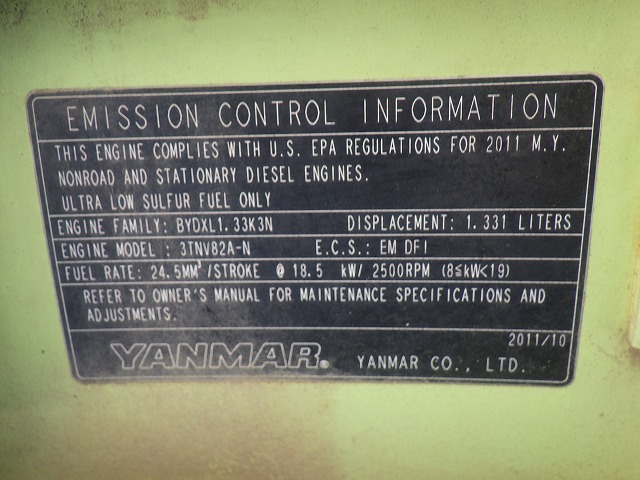 EMISSION CONTROL INFORMATION
THIS ENGINE COMPLIES WITH U.S. EPA REGULATIONS FOR 2011 M.Y.
NONROAD AND STATIONARY DIESEL ENGINES.
ULTRA LOW SULFUR FUEL ONLY
ENGINE FAMILY: BYDXL1.33K3N DISPLACEMENT: 1.331 LITERS
ENGINE MODEL : 3TNV82A-N E.C.S.: EM DFI
FUEL RATE: 24.5MM³/STROKE @ 18.5 kW/ 2500RPM (8≦kW<19)
REFER TO OWNER'S MANUAL FOR MAINTENANCE SPECIFICATIONS AND
ADJUSTMENTS.
2011/10
YANMAR® YANMAR CO., LTD.